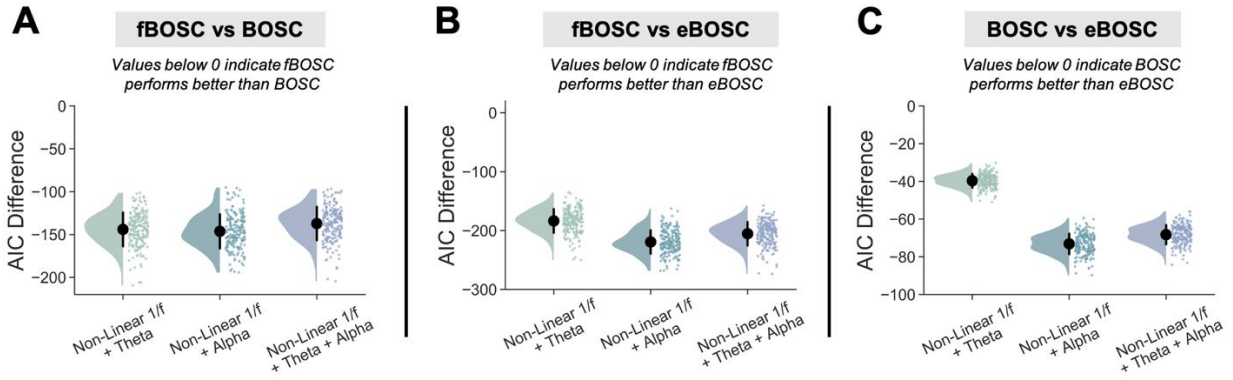 A
fBOSC vs BOSC
Values below 0 indicate fBOSC
performs better than BOSC
AIC Difference
0
−50
−100
−150
−200
Non-Linear 1/f
+ Theta
Non-Linear 1/f
+ Alpha
Non-Linear 1/f
+ Theta + Alpha
B
fBOSC vs eBOSC
Values below 0 indicate fBOSC
performs better than eBOSC
AIC Difference
0
−100
−200
−300
Non-Linear 1/f
+ Theta
Non-Linear 1/f
+ Alpha
Non-Linear 1/f
+ Theta + Alpha
C
BOSC vs eBOSC
Values below 0 indicate BOSC
performs better than eBOSC
AIC Difference
0
−20
−40
−60
−80
−100
Non-Linear 1/f
+ Theta
Non-Linear 1/f
+ Alpha
Non-Linear 1/f
+ Theta + Alpha